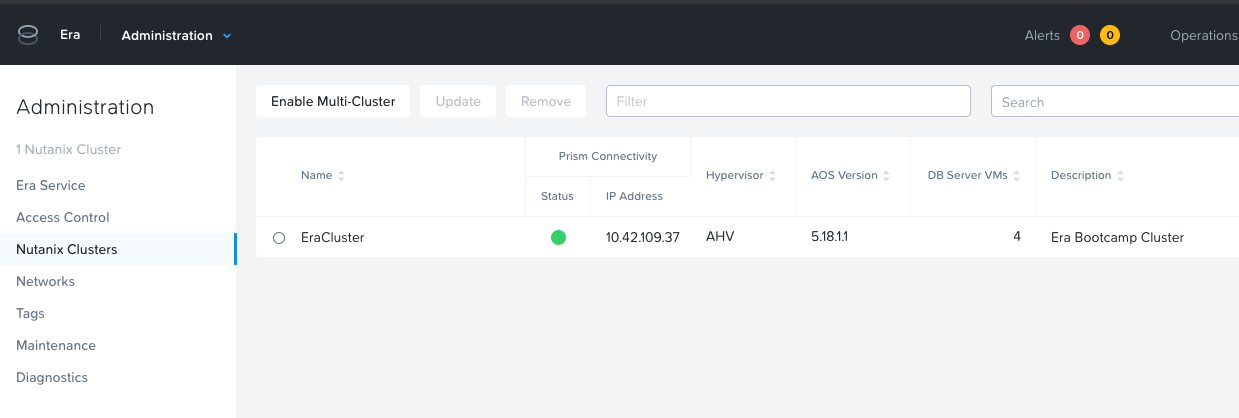 Era Administration Alerts 0 0 Operations
Administration
1 Nutanix Cluster
Era Service
Access Control
Nutanix Clusters
Networks
Tags
Maintenance
Diagnostics
Enable Multi-Cluster Update Remove Filter Search
Prism Connectivity
Name Hypervisor AOS Version DB Server VMs Description
Status IP Address
EraCluster 10.42.109.37 AHV 5.18.1.1 4 Era Bootcamp Cluster